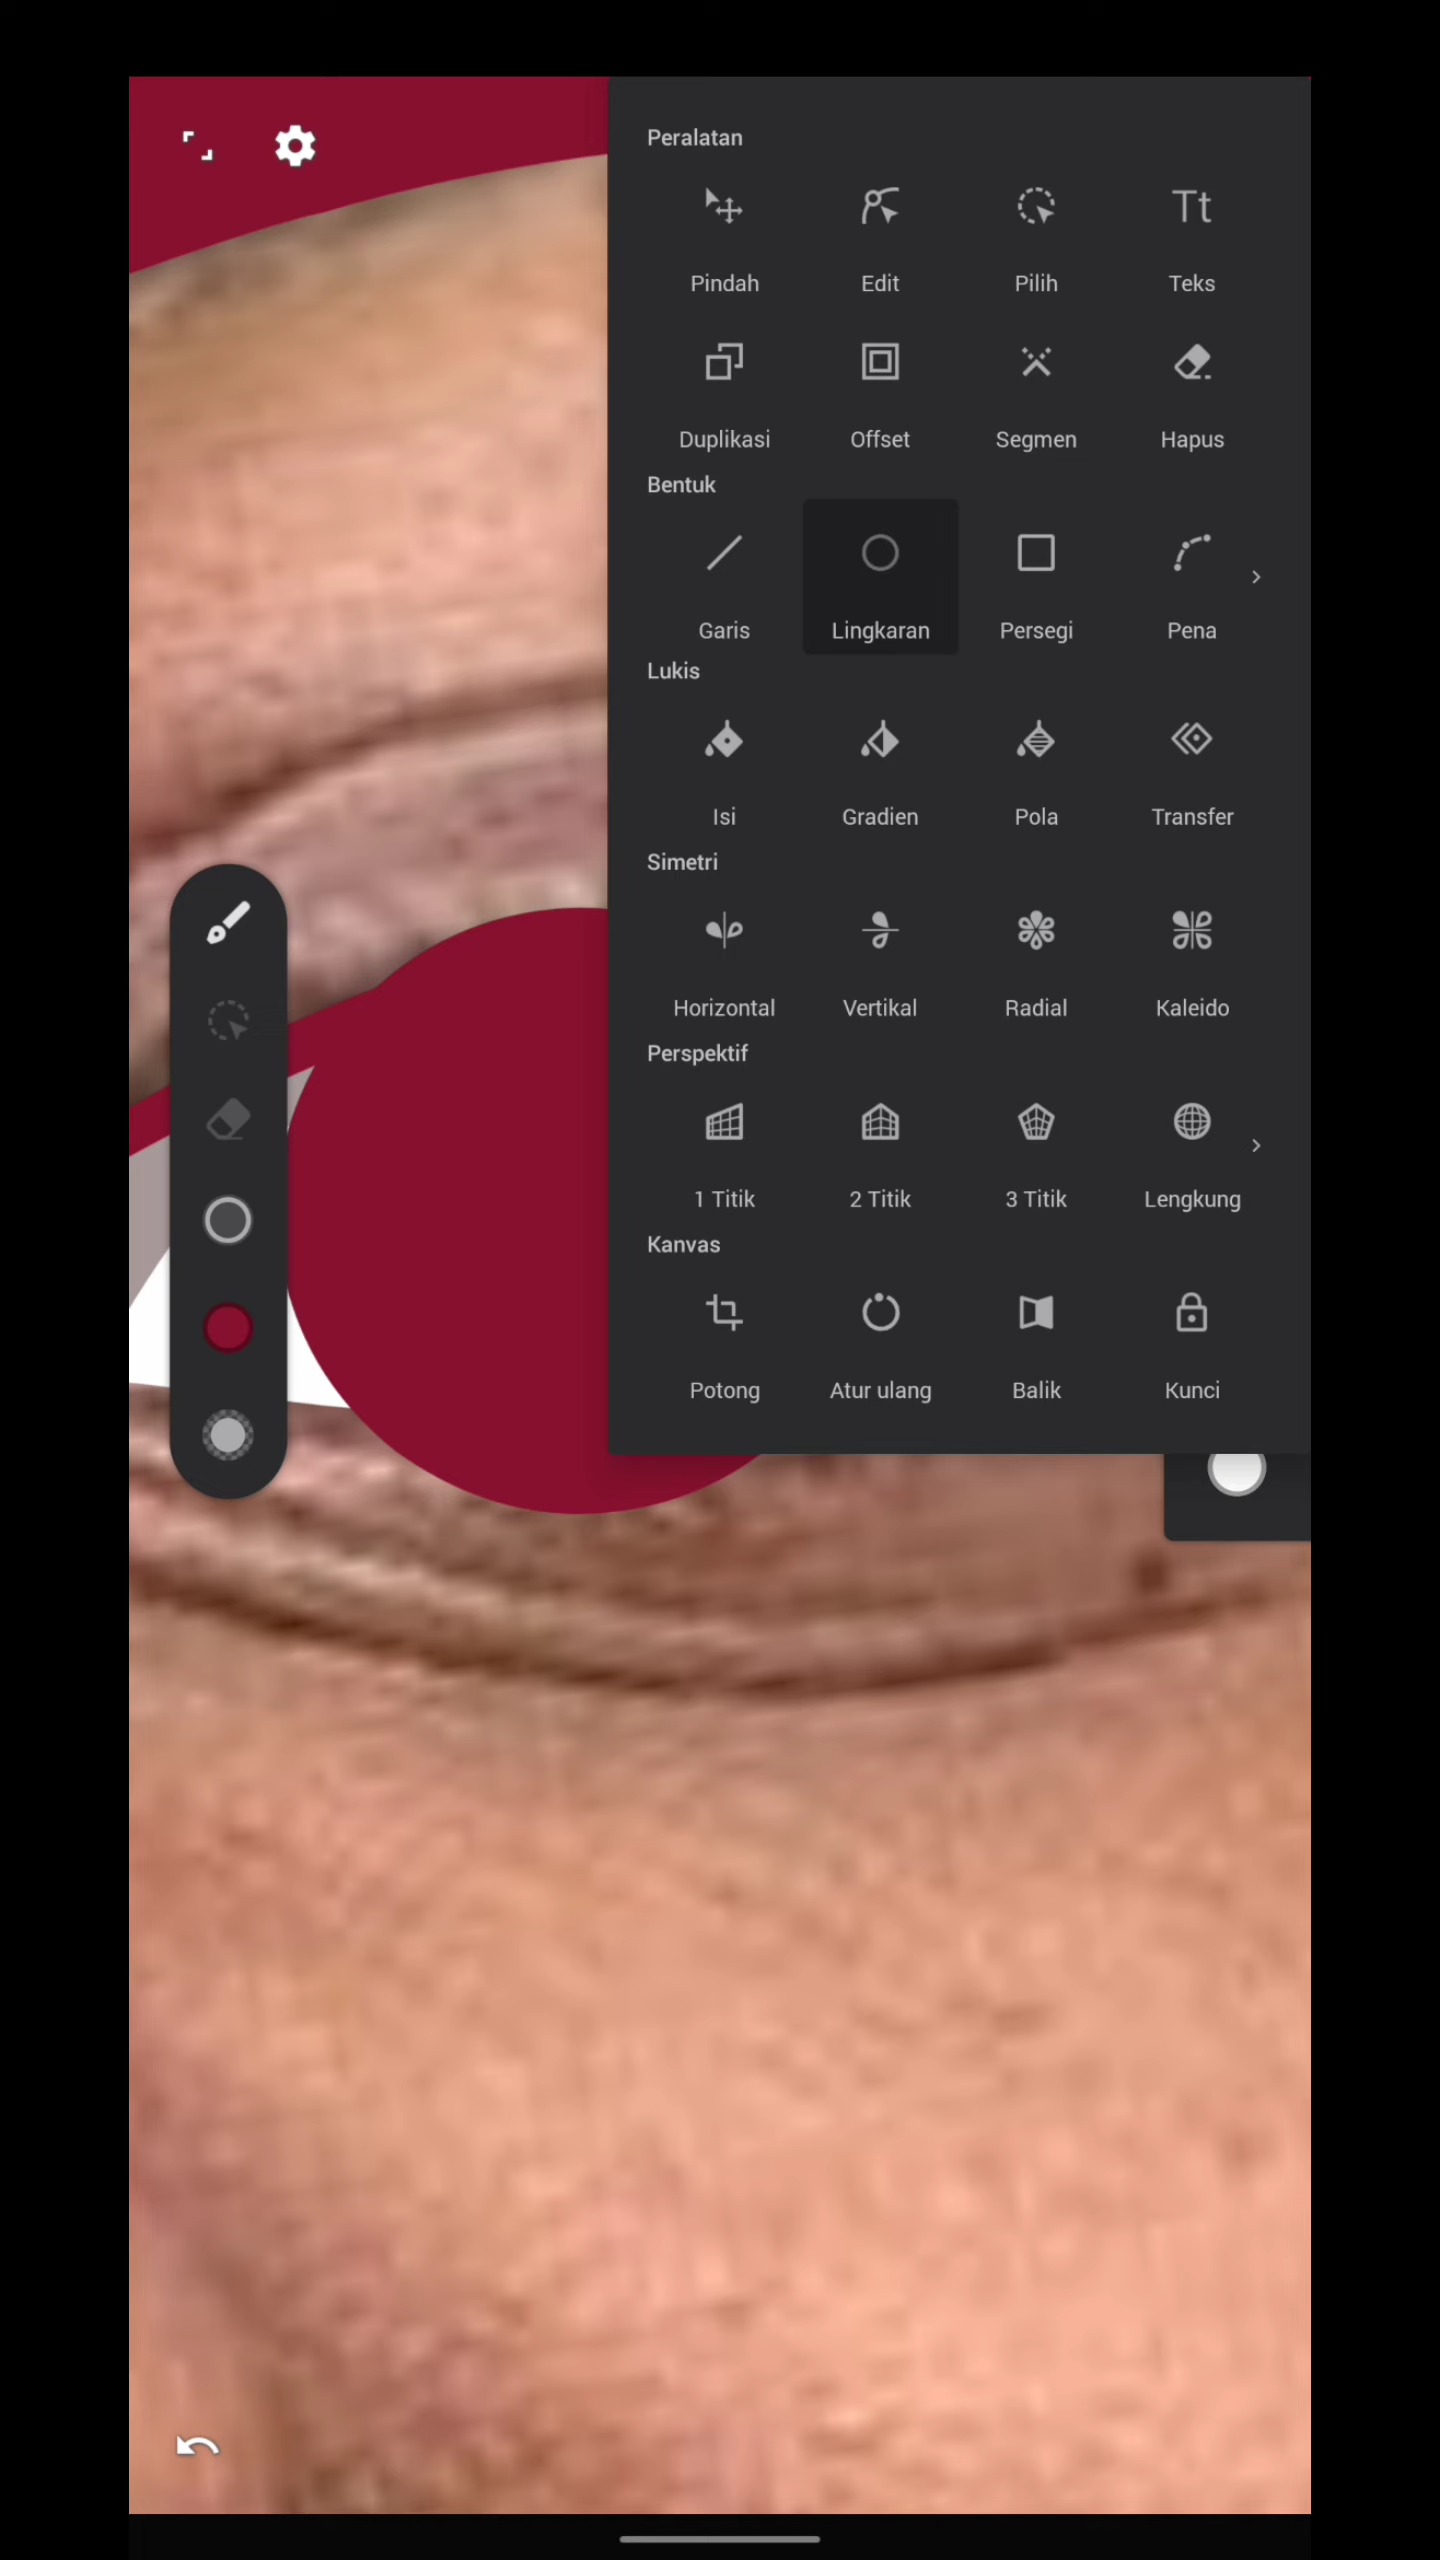 Peralatan
Pindah Edit Pilih Teks
Duplikasi Offset Segmen Hapus
Bentuk
Garis Lingkaran Persegi Pena
Lukis
Isi Gradien Pola Transfer
Simetri
Horizontal Vertikal Radial Kaleido
Perspektif
1 Titik 2 Titik 3 Titik Lengkung
Kanvas
Potong Atur ulang Balik Kunci